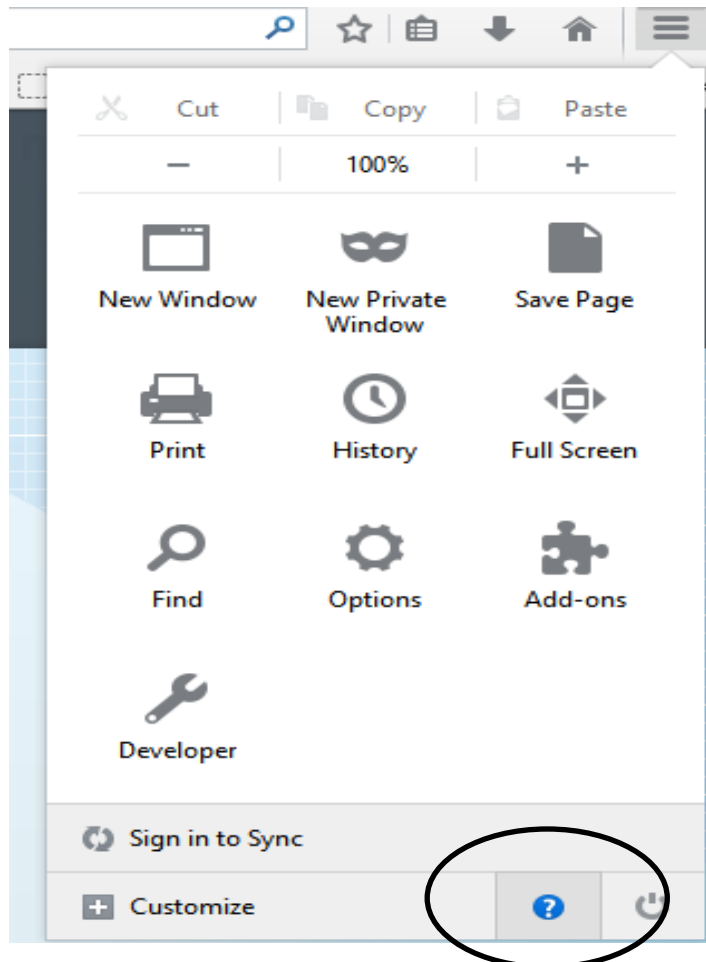 Cut Copy Paste
− 100% +
New Window New Private Window Save Page
Print History Full Screen
Find Options Add-ons
Developer
Sign in to Sync
Customize ?